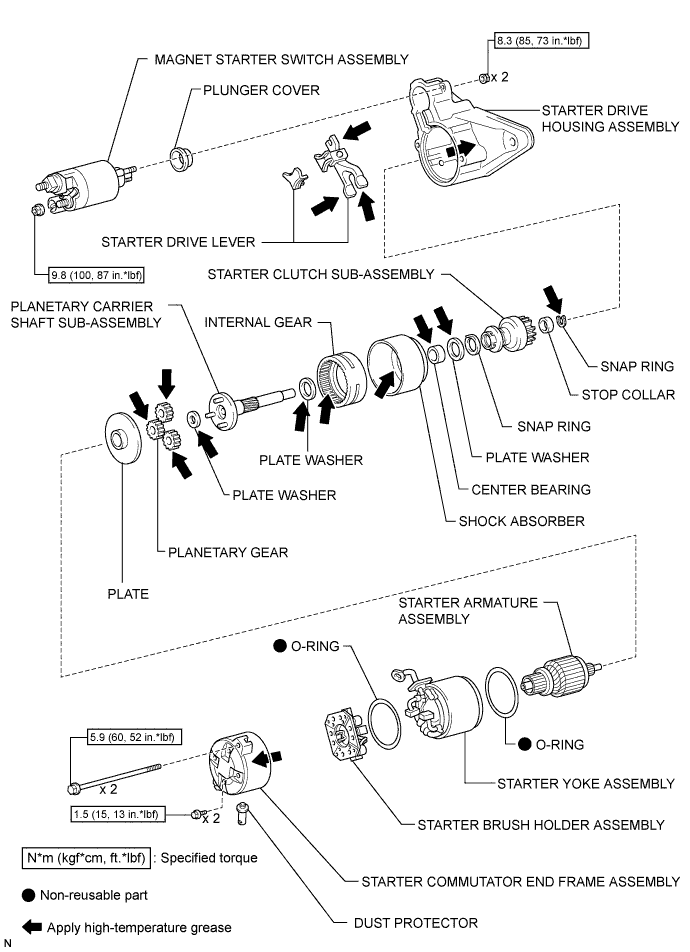 8.3 (85, 73 in.*lbf)
MAGNET STARTER SWITCH ASSEMBLY
x 2
PLUNGER COVER
STARTER DRIVE
HOUSING ASSEMBLY
STARTER DRIVE LEVER
9.8 (100, 87 in.*lbf)
STARTER CLUTCH SUB-ASSEMBLY
PLANETARY CARRIER
SHAFT SUB-ASSEMBLY
INTERNAL GEAR
SNAP RING
STOP COLLAR
SNAP RING
PLATE WASHER
PLATE WASHER
CENTER BEARING
PLATE WASHER
SHOCK ABSORBER
PLANETARY GEAR
PLATE
STARTER ARMATURE
ASSEMBLY
O-RING
5.9 (60, 52 in.*lbf)
O-RING
x 2
STARTER YOKE ASSEMBLY
1.5 (15, 13 in.*lbf)
x 2
STARTER BRUSH HOLDER ASSEMBLY
N*m (kgf*cm, ft.*lbf) : Specified torque
STARTER COMMUTATOR END FRAME ASSEMBLY
Non-reusable part
DUST PROTECTOR
Apply high-temperature grease
N